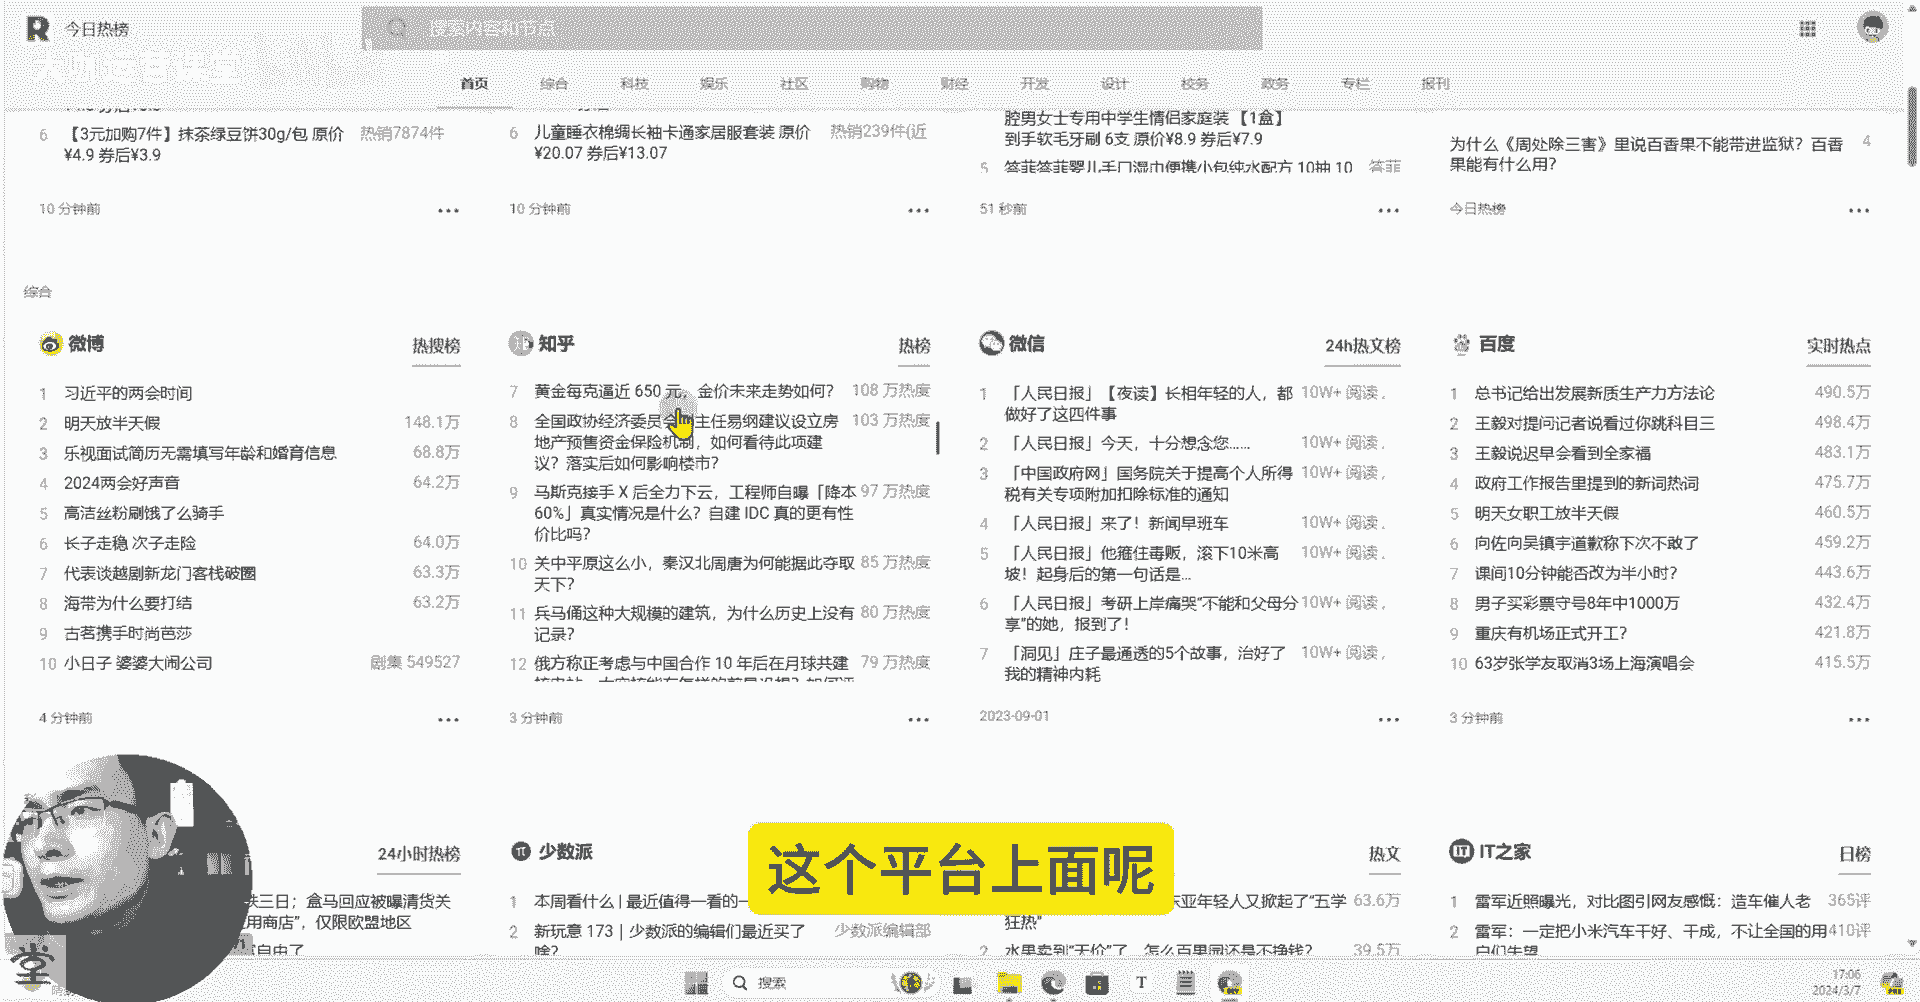 今日热榜
搜索内容和节点
首页 综合 科技 娱乐 社区 购物 财经 开发 设计 校务 政务 专栏 报刊
6 【3元加购7件】抹茶绿豆饼30g/包 原价 热销7874件
¥4.9 券后¥3.9
10 分钟前
6 儿童睡衣棉绸长袖卡通家居服套装 原价 热销239件(近
¥20.07 券后¥13.07
10 分钟前
腔男女士专用中学生情侣家庭装 【1盒】
到手软毛牙刷 6支 原价¥8.9 券后¥7.9
5 答菲答菲婴儿手口湿巾便携小包纯水配方 10抽 10 答菲
51 秒前
为什么《周处除三害》里说百香果不能带进监狱？百香 4
果能有什么用？
今日热榜
综合
微博 热搜榜
1 习近平的两会时间
2 明天放半天假 148.1万
3 乐视面试简历无需填写年龄和婚育信息 68.8万
4 2024两会好声音 64.2万
5 高洁丝粉刷饿了么骑手
6 长子走稳 次子走险 64.0万
7 代表谈越剧新龙门客栈破圈 63.3万
8 海带为什么要打结 63.2万
9 古茗携手时尚芭莎
10 小日子 婆婆大闹公司 剧集 549527
4 分钟前
知乎 热榜
7 黄金每克逼近 650 元，金价未来走势如何？ 108 万热度
8 全国政协经济委员会 主任易纲建议设立房 103 万热度
地产预售资金保险机制，如何看待此项建
议？落实后如何影响楼市？
9 马斯克接手 X 后全力下云，工程师自曝「降本 97 万热度
60%」真实情况是什么？自建 IDC 真的更有性
价比吗？
10 关中平原这么小，秦汉北周唐为何能据此夺取 85 万热度
天下？
11 兵马俑这种大规模的建筑，为什么历史上没有 80 万热度
记录？
12 俄方称正考虑与中国合作 10 年后在月球共建 79 万热度
3 分钟前
微信 24h热文榜
1 「人民日报」【夜读】长相年轻的人，都 10W+ 阅读 .
做好了这四件事
2 「人民日报」今天，十分想念您…… 10W+ 阅读 .
3 「中国政府网」国务院关于提高个人所得 10W+ 阅读 .
税有关专项附加扣除标准的通知
4 「人民日报」来了！新闻早班车 10W+ 阅读 .
5 「人民日报」他箍住毒贩，滚下10米高 10W+ 阅读 .
坡！起身后的第一句话是...
6 「人民日报」考研上岸痛哭“不能和父母分 10W+ 阅读 .
享”的她，报到了！
7 「洞见」庄子最通透的5个故事，治好了 10W+ 阅读 .
我的精神内耗
2023-09-01
百度 实时热点
1 总书记给出发展新质生产力方法论 490.5万
2 王毅对提问记者说看过你跳科目三 498.4万
3 王毅说迟早会看到全家福 483.1万
4 政府工作报告里提到的新词热词 475.7万
5 明天女职工放半天假 460.5万
6 向佐向吴镇宇道歉称下次不敢了 459.2万
7 课间10分钟能否改为半小时？ 443.6万
8 男子买彩票守号8年中1000万 432.4万
9 重庆有机场正式开工？ 421.8万
10 63岁张学友取消3场上海演唱会 415.5万
3 分钟前
24小时热榜
三日；盒马回应被曝清货关
用商店”，仅限欧盟地区
自由了
少数派
1 本周看什么 | 最近值得一看的
2 新玩意 173｜少数派的编辑们最近买了 少数派编辑部
啥？
热文
东亚年轻人又掀起了“五学 63.6万
狂热”
2 水果卖到“天价”了，怎么百果园还是不挣钱？ 39.5万
IT之家 日榜
1 雷军近照曝光，对比图引网友感慨：造车催人老 365评
2 雷军：一定把小米汽车干好、干成，不让全国的用 410评
户们失望
这个平台上面呢
堂
搜索
17:06
2024/3/7